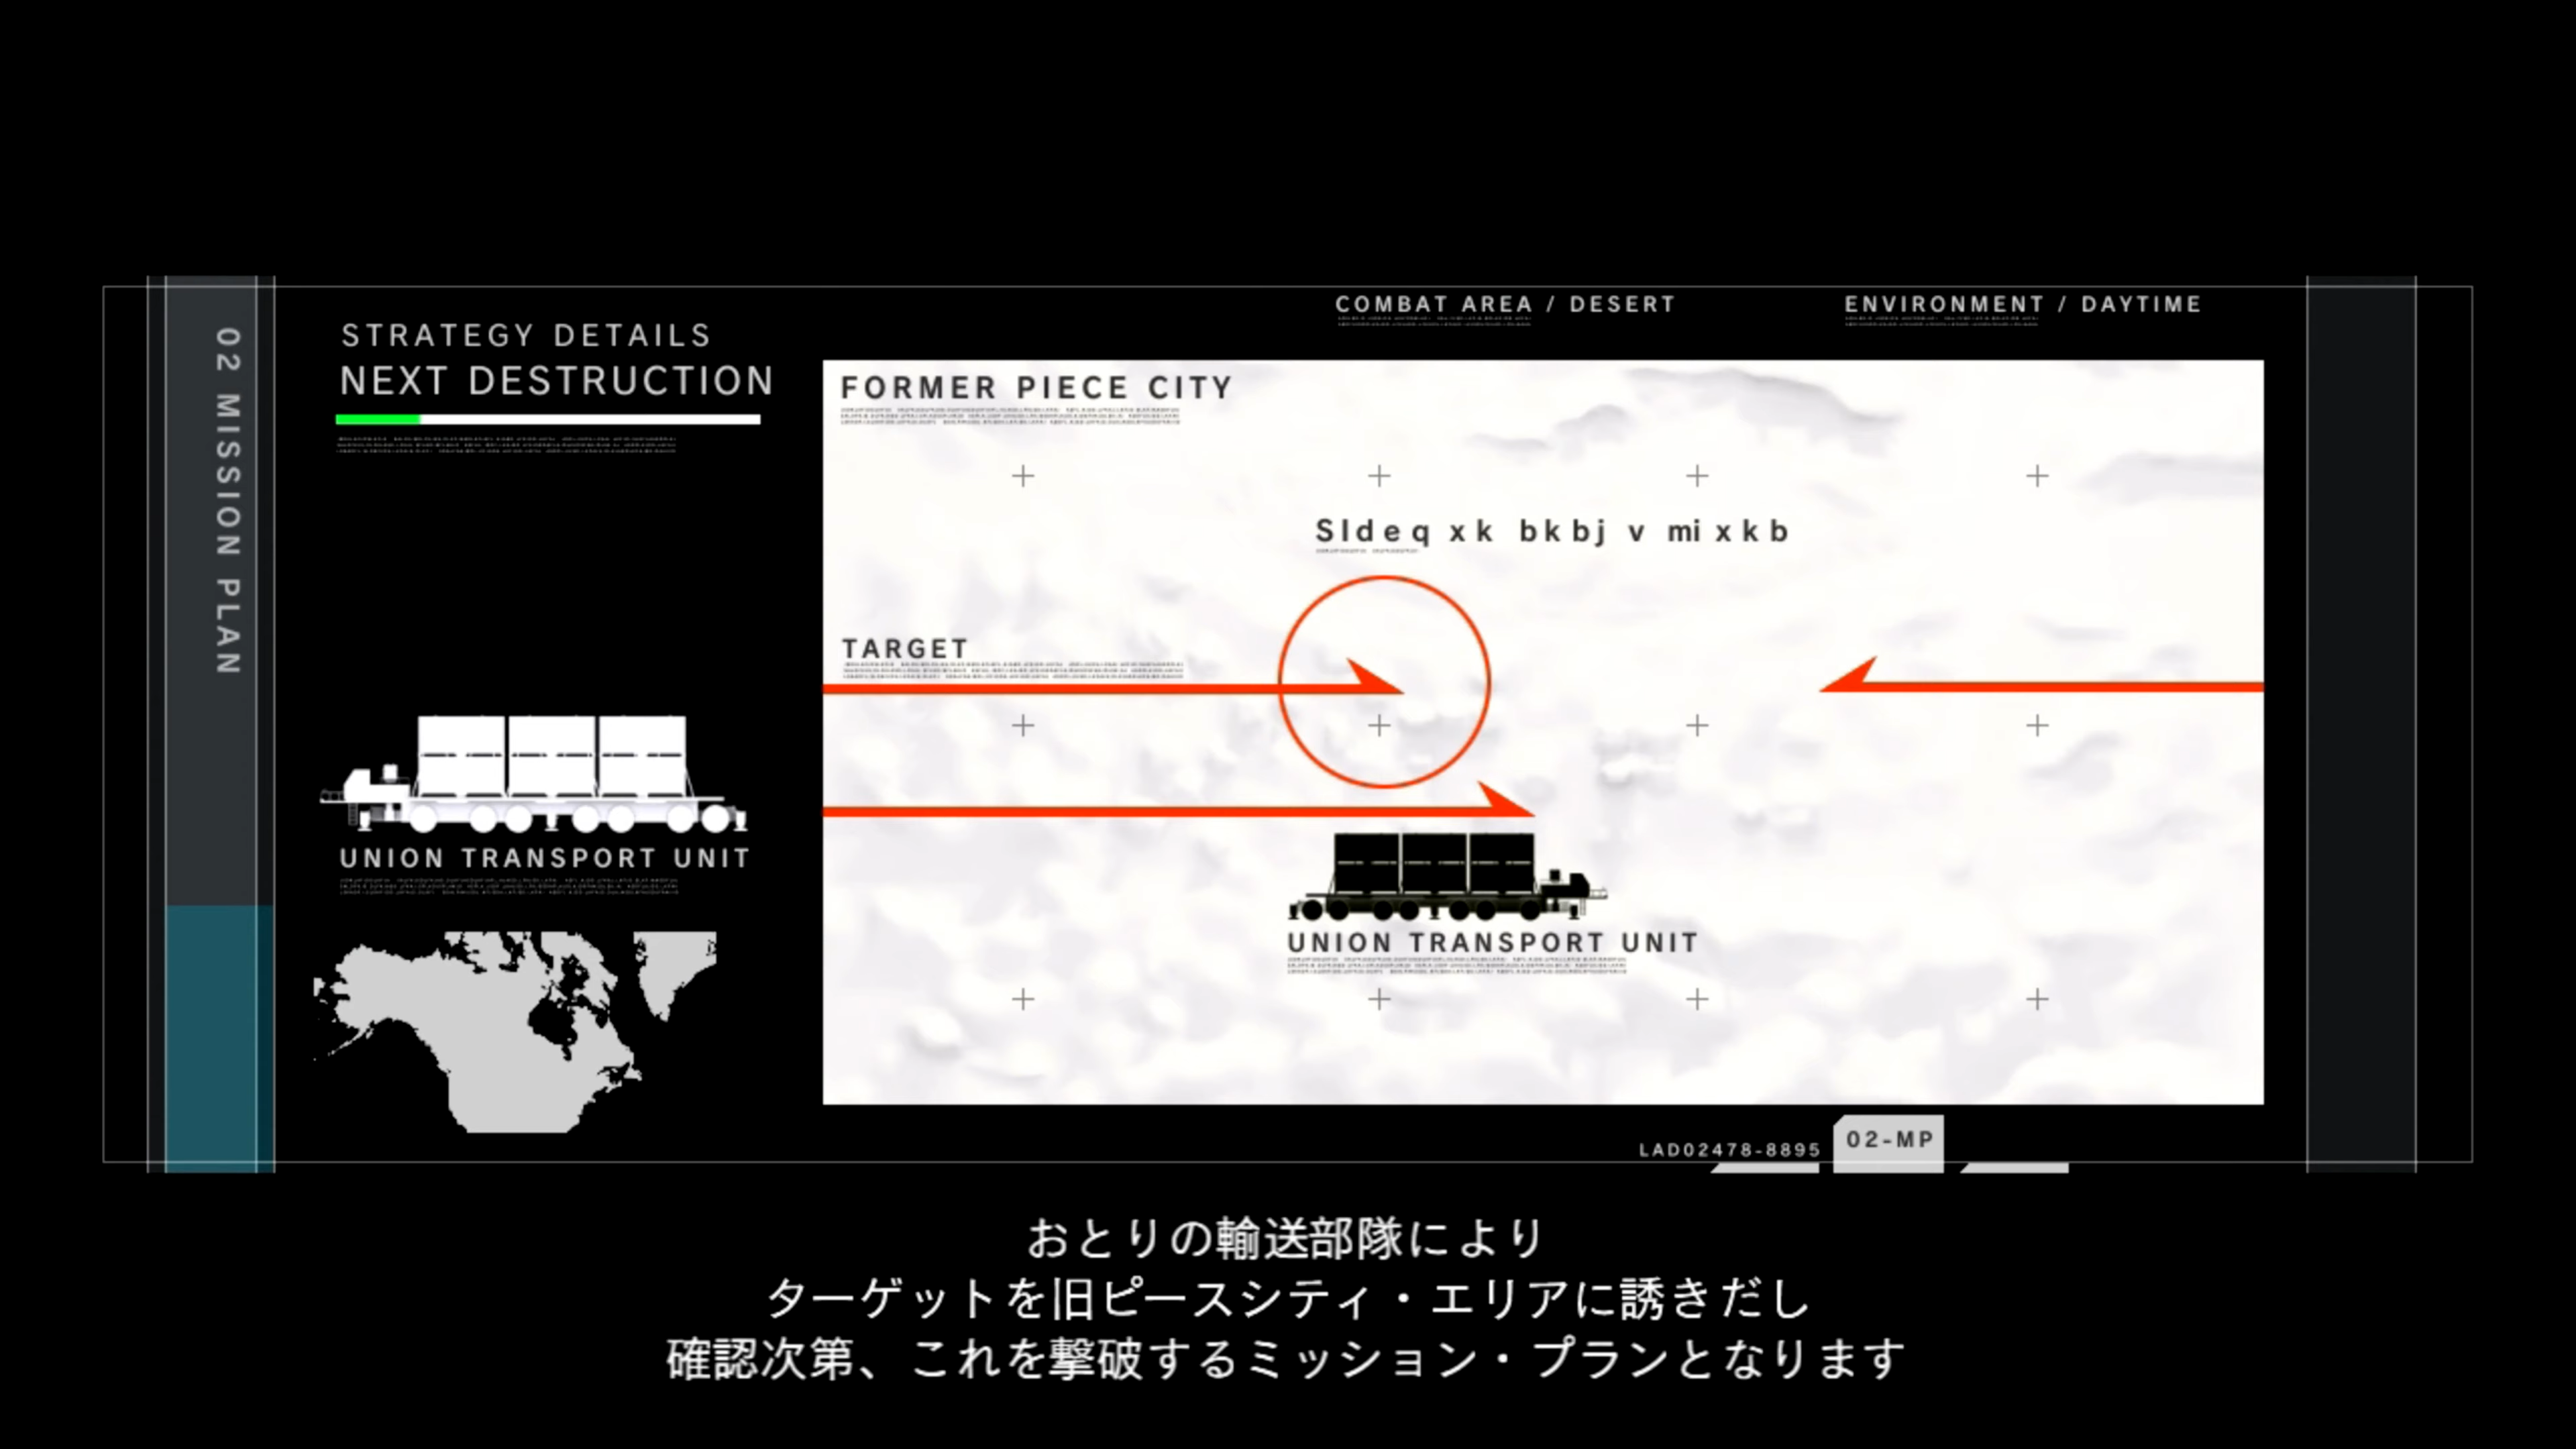 02 MISSION PLAN
STRATEGY DETAILS
NEXT DESTRUCTION
COMBAT AREA / DESERT
ENVIRONMENT / DAYTIME
FORMER PIECE CITY
SIdeq xk bkbj v mixkb
TARGET
UNION TRANSPORT UNIT
UNION TRANSPORT UNIT
LAD02478-8895
02-MP
おとりの輸送部隊により
ターゲットを旧ピースシティ・エリアに誘きだし
確認次第、これを撃破するミッション・プランとなります